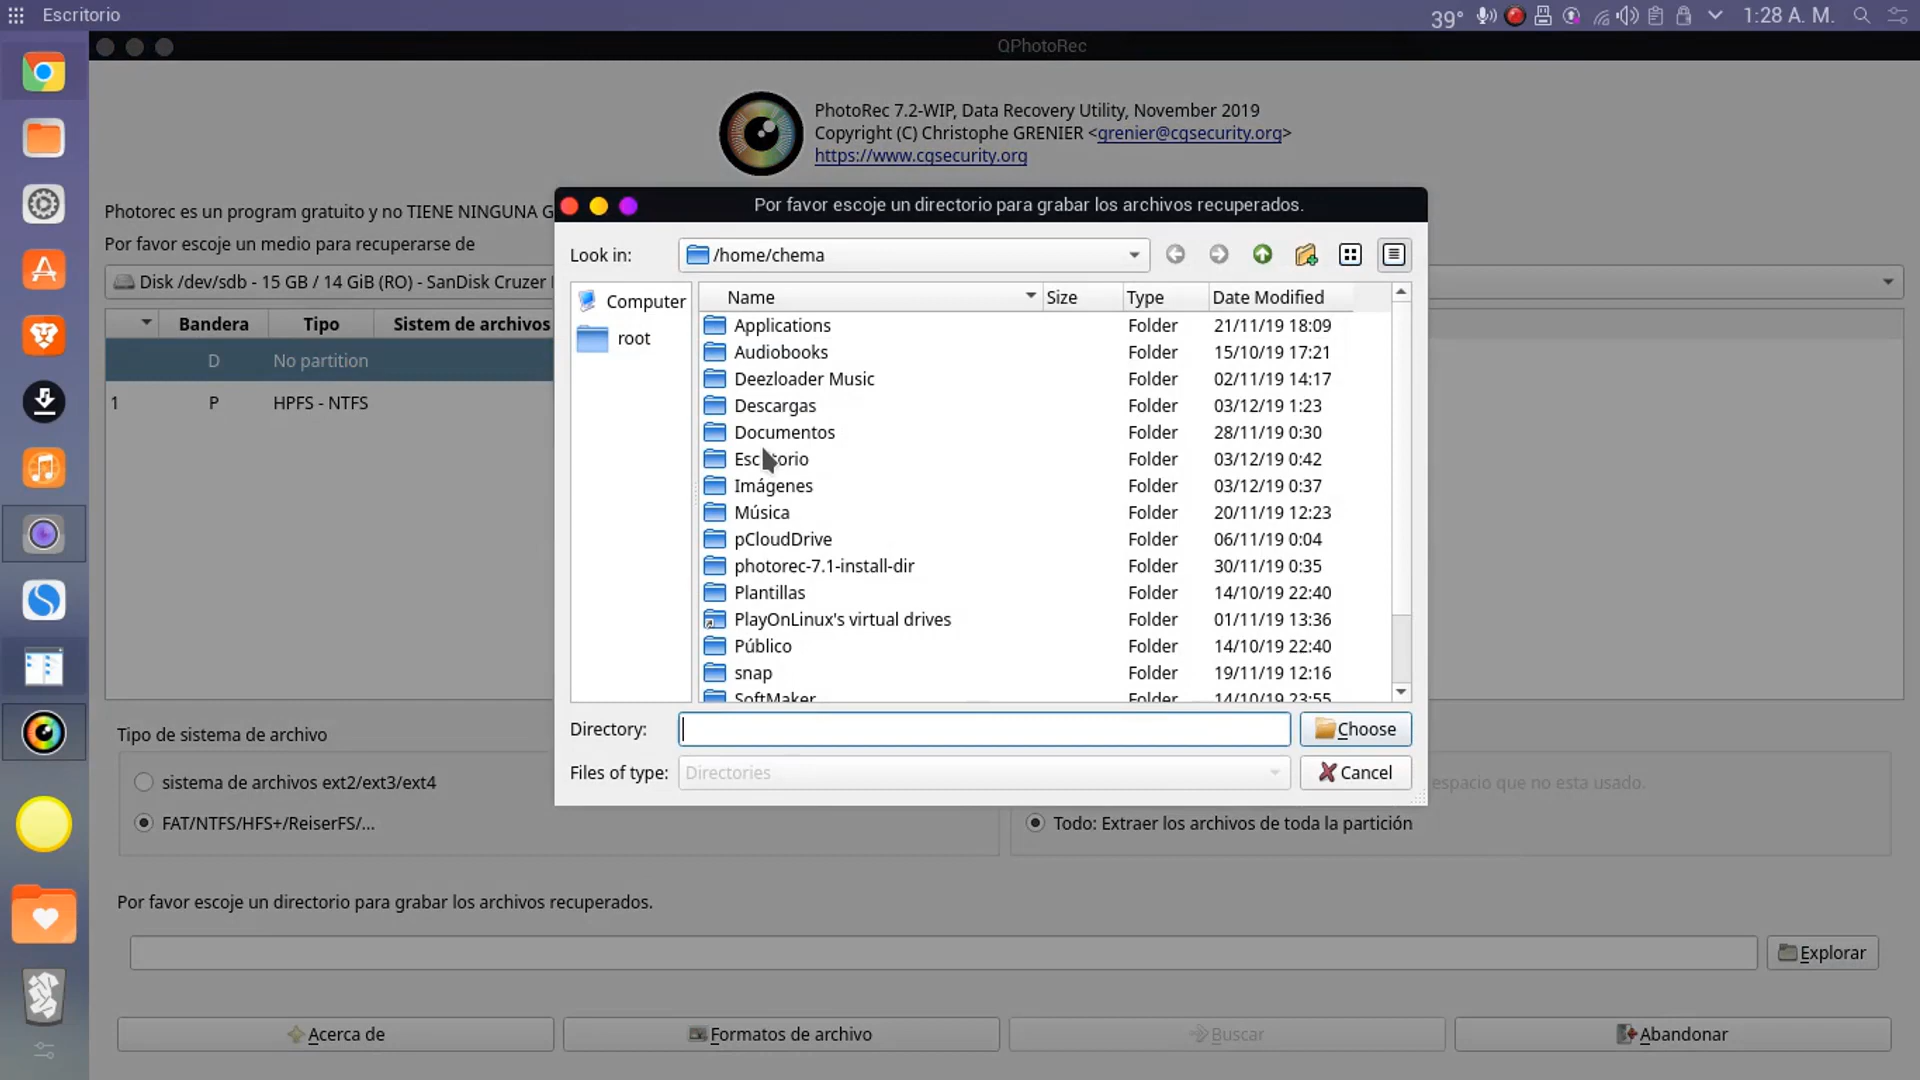 Escritorio
39°
1:28 A. M.
QPhotoRec
PhotoRec 7.2-WIP, Data Recovery Utility, November 2019
Copyright (C) Christophe GRENIER <grenier@cgsecurity.org>
https://www.cgsecurity.org
Photorec es un program gratuito y no TIENE NINGUNA G
Por favor escoje un medio para recuperarse de
Disk /dev/sdb - 15 GB / 14 GiB (RO) - SanDisk Cruzer
Bandera Tipo Sistem de archivos
D No partition
1 P HPFS - NTFS
Por favor escoje un directorio para grabar los archivos recuperados.
Look in: /home/chema
Computer
root
Name Size Type Date Modified
Applications Folder 21/11/19 18:09
Audiobooks Folder 15/10/19 17:21
Deezloader Music Folder 02/11/19 14:17
Descargas Folder 03/12/19 1:23
Documentos Folder 28/11/19 0:30
Escritorio Folder 03/12/19 0:42
Imágenes Folder 03/12/19 0:37
Música Folder 20/11/19 12:23
pCloudDrive Folder 06/11/19 0:04
photorec-7.1-install-dir Folder 30/11/19 0:35
Plantillas Folder 14/10/19 22:40
PlayOnLinux's virtual drives Folder 01/11/19 13:36
Público Folder 14/10/19 22:40
snap Folder 19/11/19 12:16
SoftMaker Folder 14/10/19 23:55
Directory: Choose
Files of type: Directories Cancel
Tipo de sistema de archivo
sistema de archivos ext2/ext3/ext4
FAT/NTFS/HFS+/ReiserFS/...
espacio que no esta usado.
Todo: Extraer los archivos de toda la partición
Por favor escoje un directorio para grabar los archivos recuperados.
Explorar
Acerca de Formatos de archivo Buscar Abandonar